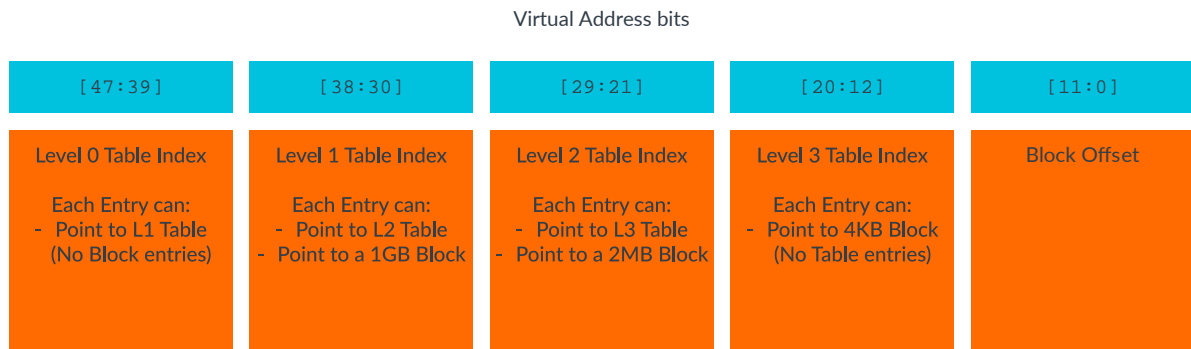 Virtual Address bits
[47:39]
[38:30]
[29:21]
[20:12]
[11:0]
Level 0 Table Index
Each Entry can:
- Point to L1 Table
(No Block entries)
Level 1 Table Index
Each Entry can:
- Point to L2 Table
- Point to a 1GB Block
Level 2 Table Index
Each Entry can:
- Point to L3 Table
- Point to a 2MB Block
Level 3 Table Index
Each Entry can:
- Point to 4KB Block
(No Table entries)
Block Offset